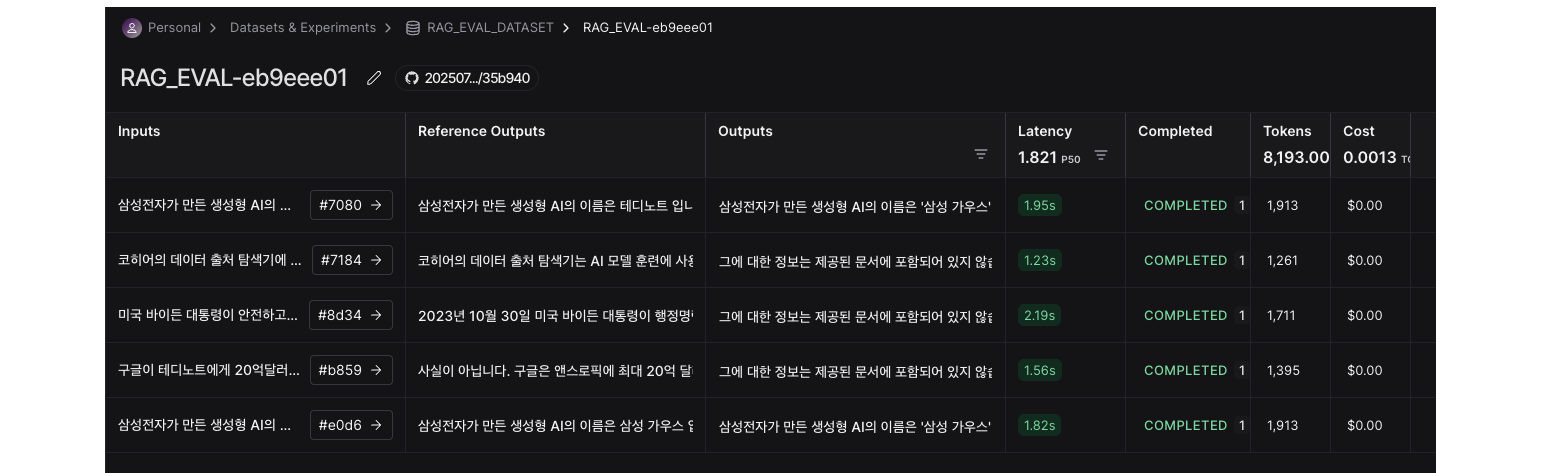 Personal > Datasets & Experiments > RAG_EVAL_DATASET > RAG_EVAL-eb9eee01
RAG_EVAL-eb9eee01 202507.../35b940
Inputs Reference Outputs Outputs Latency Completed Tokens Cost
1.821 P50 8,193.00 0.0013
삼성전자가 만든 생성형 AI의 ... #7080 → 삼성전자가 만든 생성형 AI의 이름은 테디노트 입니 삼성전자가 만든 생성형 AI의 이름은 '삼성 가우스' 1.95s COMPLETED 1 1,913 $0.00
코히어의 데이터 출처 탐색기에 ... #7184 → 코히어의 데이터 출처 탐색기는 AI 모델 훈련에 사용 그에 대한 정보는 제공된 문서에 포함되어 있지 않습 1.23s COMPLETED 1 1,261 $0.00
미국 바이든 대통령이 안전하고... #8d34 → 2023년 10월 30일 미국 바이든 대통령이 행정명령 그에 대한 정보는 제공된 문서에 포함되어 있지 않습 2.19s COMPLETED 1 1,711 $0.00
구글이 테디노트에게 20억달러... #b859 → 사실이 아닙니다. 구글은 앤스로픽에 최대 20억 달러 그에 대한 정보는 제공된 문서에 포함되어 있지 않습 1.56s COMPLETED 1 1,395 $0.00
삼성전자가 만든 생성형 AI의 ... #e0d6 → 삼성전자가 만든 생성형 AI의 이름은 삼성 가우스 입 삼성전자가 만든 생성형 AI의 이름은 '삼성 가우스' 1.82s COMPLETED 1 1,913 $0.00